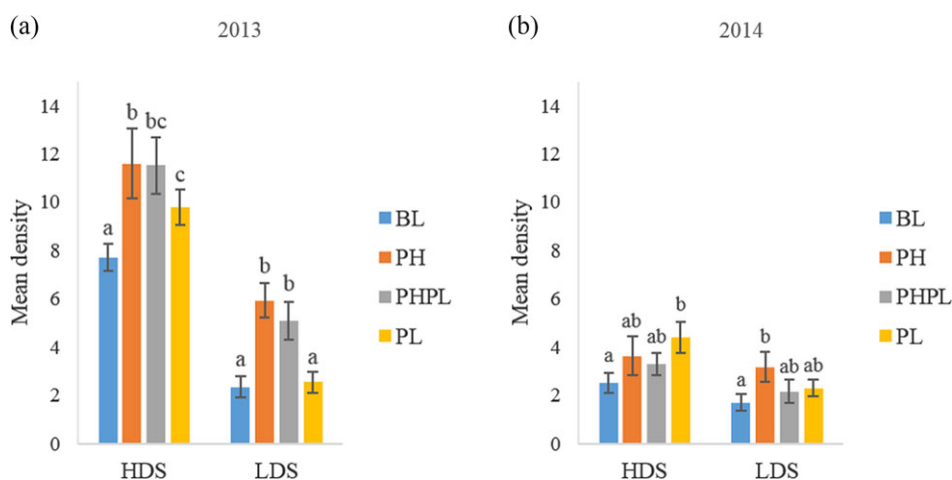 (a)
2013
Mean density
14
12
10
8
6
4
2
0
a
b
bc
c
a
b
b
a
HDS
LDS
BL
PH
PHPL
PL
(b)
2014
Mean density
14
12
10
8
6
4
2
0
a
ab
ab
b
a
b
ab
ab
HDS
LDS
BL
PH
PHPL
PL